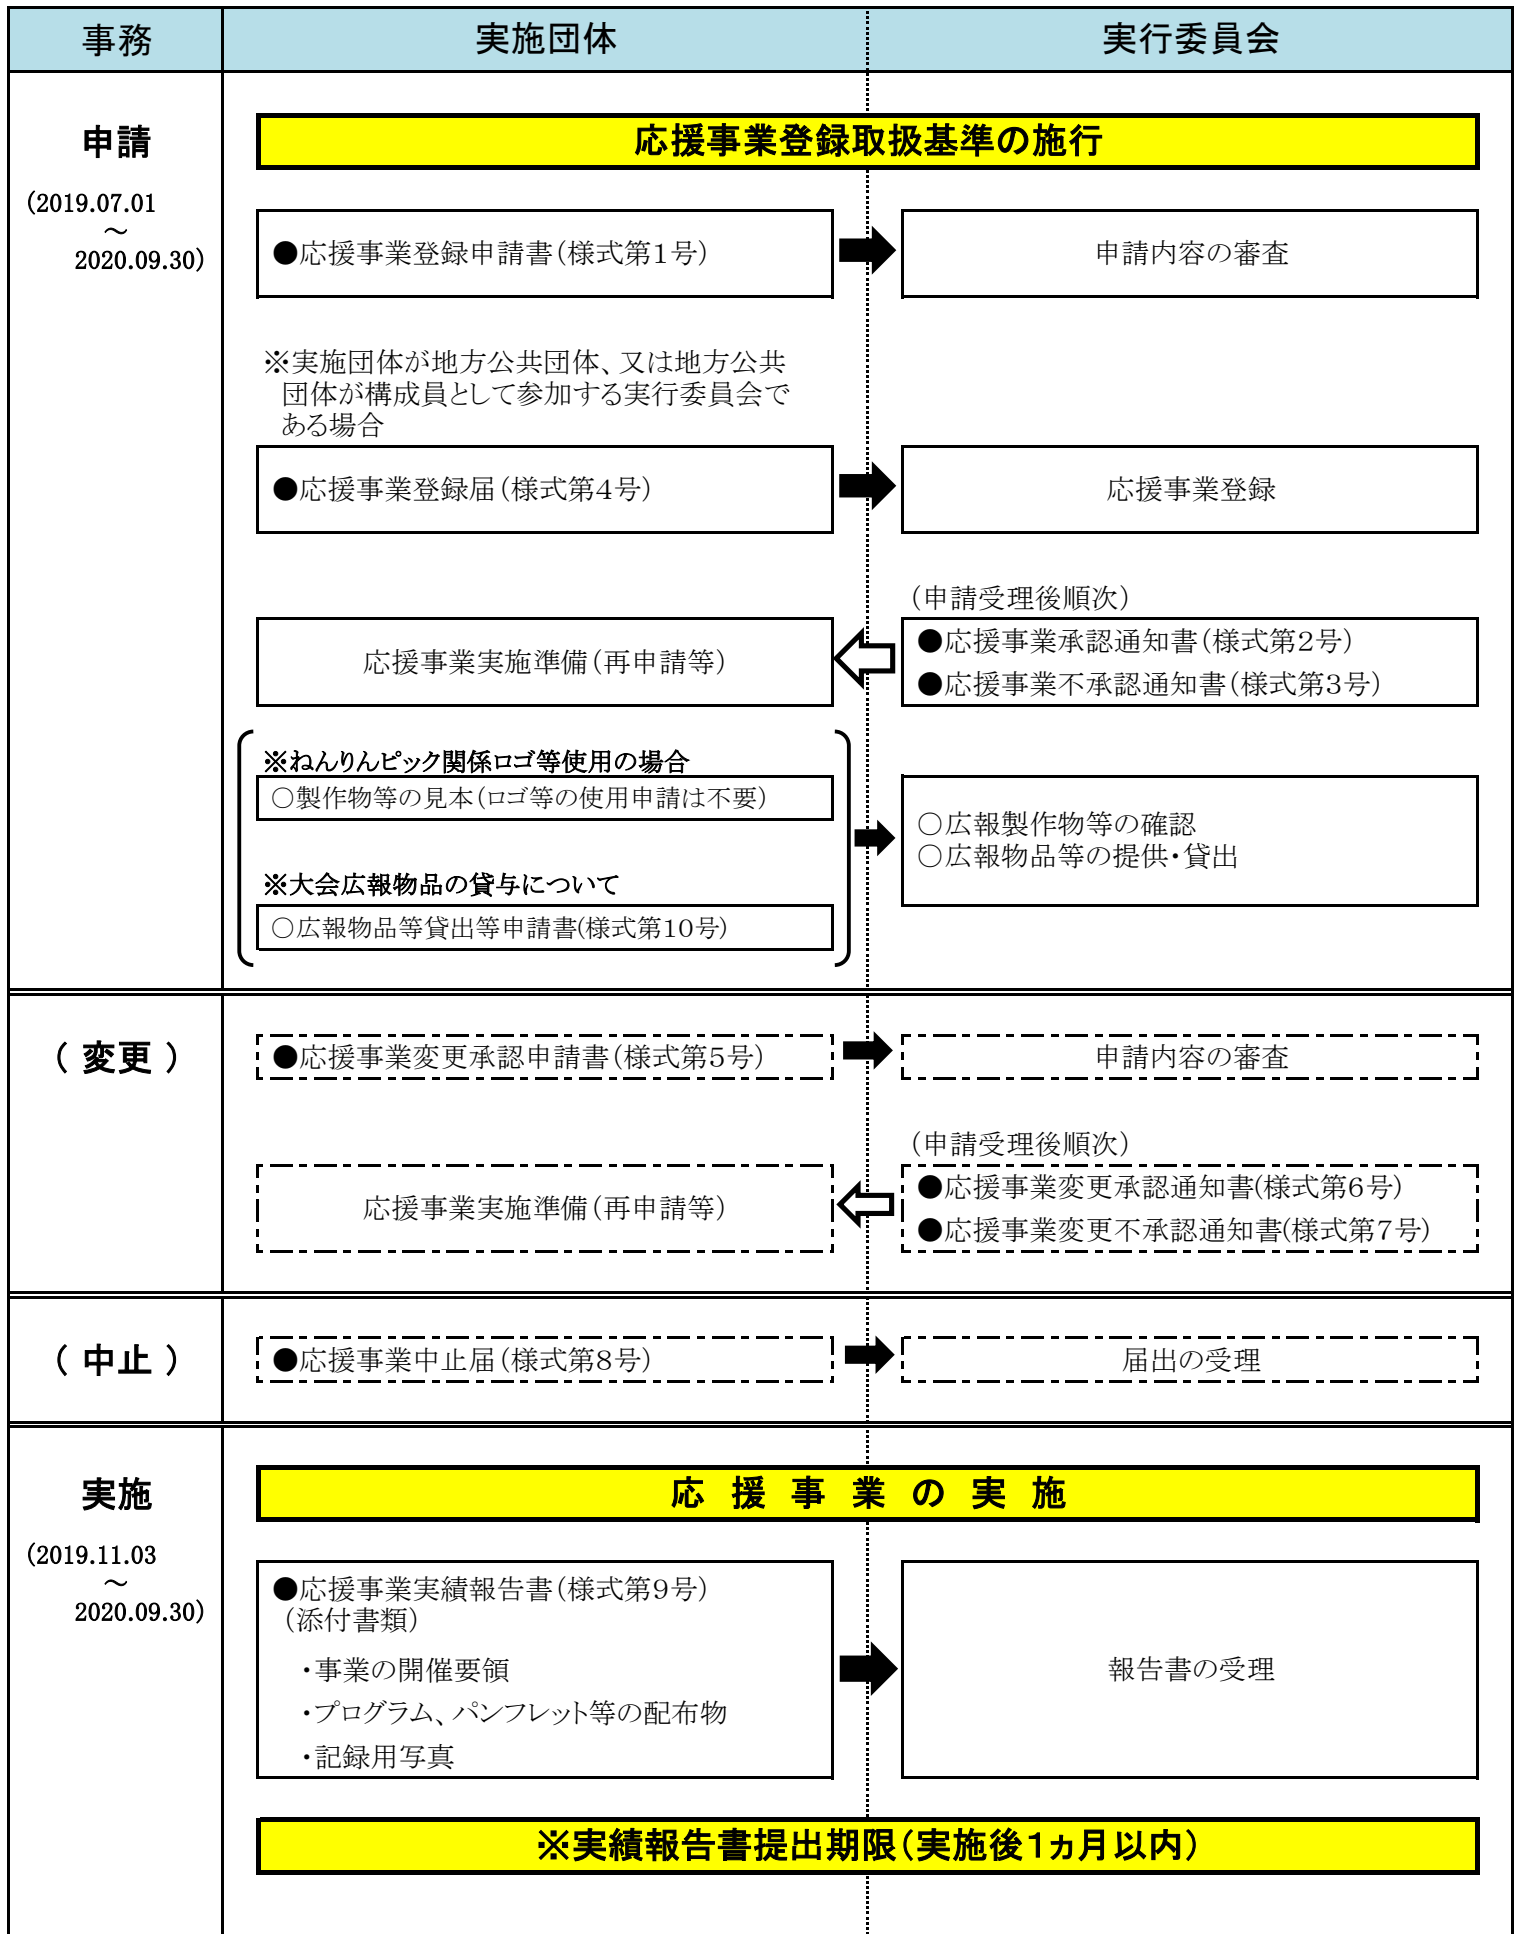 事務
実施団体
実行委員会
申請
(2019.07.01
～
2020.09.30)
応援事業登録取扱基準の施行
●応援事業登録申請書(様式第1号)
申請内容の審査
※実施団体が地方公共団体、又は地方公共
団体が構成員として参加する実行委員会で
ある場合
●応援事業登録届(様式第4号)
応援事業登録
(申請受理後順次)
応援事業実施準備(再申請等)
●応援事業承認通知書(様式第2号)
●応援事業不承認通知書(様式第3号)
※ねんりんピック関係ロゴ等使用の場合
○製作物等の見本(ロゴ等の使用申請は不要)
○広報製作物等の確認
○広報物品等の提供・貸出
※大会広報物品の貸与について
○広報物品等貸出等申請書(様式第10号)
( 変更 )
●応援事業変更承認申請書(様式第5号)
申請内容の審査
(申請受理後順次)
応援事業実施準備(再申請等)
●応援事業変更承認通知書(様式第6号)
●応援事業変更不承認通知書(様式第7号)
( 中止 )
●応援事業中止届(様式第8号)
届出の受理
実施
(2019.11.03
～
2020.09.30)
応 援 事 業 の 実 施
●応援事業実績報告書(様式第9号)
(添付書類)
・事業の開催要領
・プログラム、パンフレット等の配布物
・記録用写真
報告書の受理
※実績報告書提出期限(実施後1ヵ月以内)